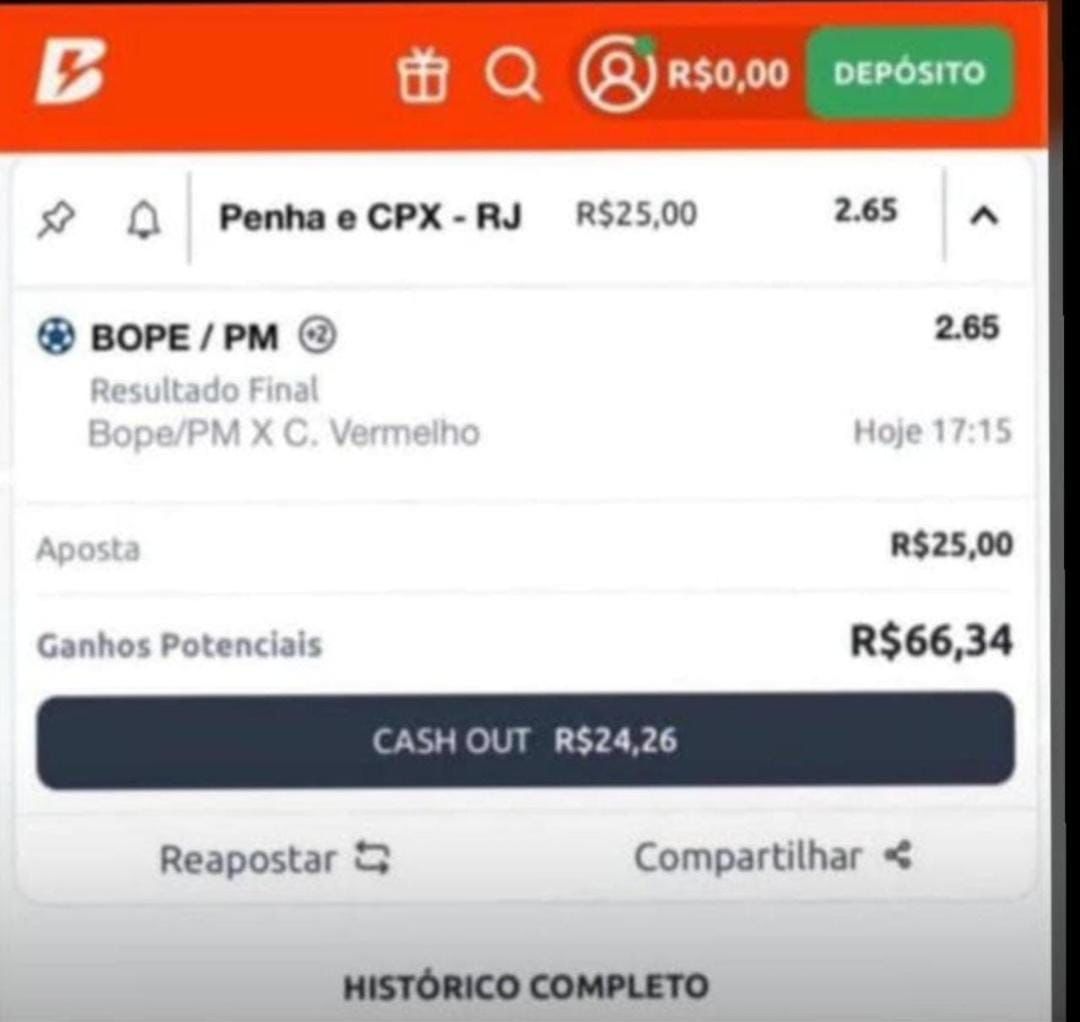 B R$0,00 DEPÓSITO
Penha e CPX - RJ R$25,00 2.65
BOPE / PM +2 2.65
Resultado Final
Bope/PM X C. Vermelho Hoje 17:15
Aposta R$25,00
Ganhos Potenciais R$66,34
CASH OUT R$24,26
Reapostar Compartilhar
HISTÓRICO COMPLETO